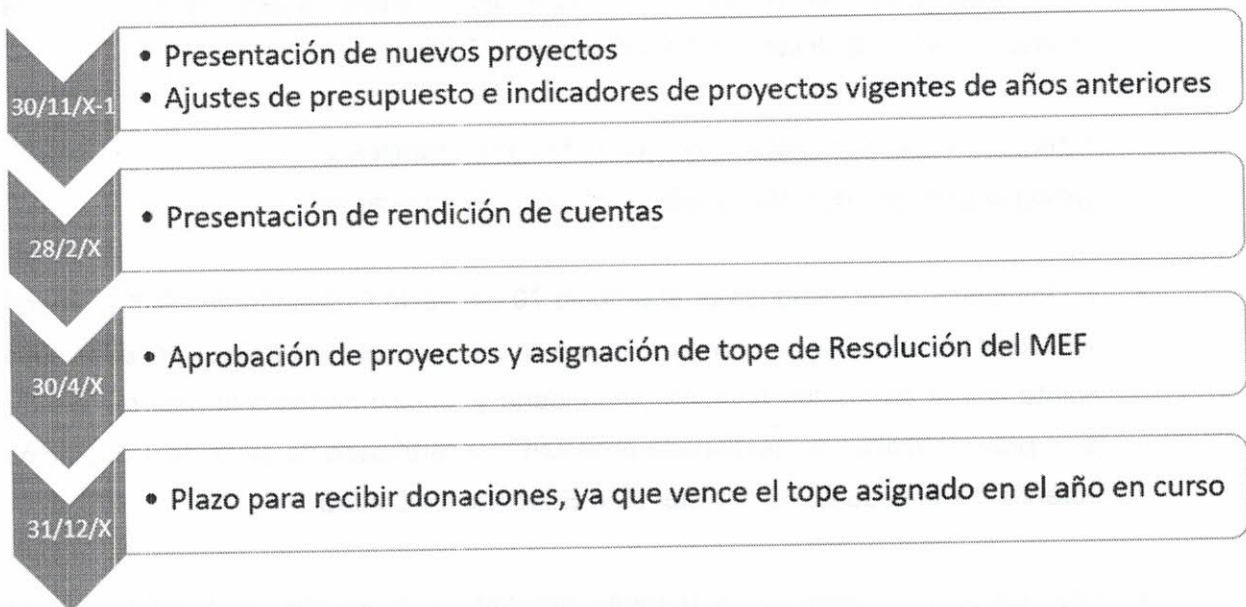 30/11/X-1
• Presentación de nuevos proyectos
• Ajustes de presupuesto e indicadores de proyectos vigentes de años anteriores
28/2/X
• Presentación de rendición de cuentas
30/4/X
• Aprobación de proyectos y asignación de tope de Resolución del MEF
31/12/X
• Plazo para recibir donaciones, ya que vence el tope asignado en el año en curso